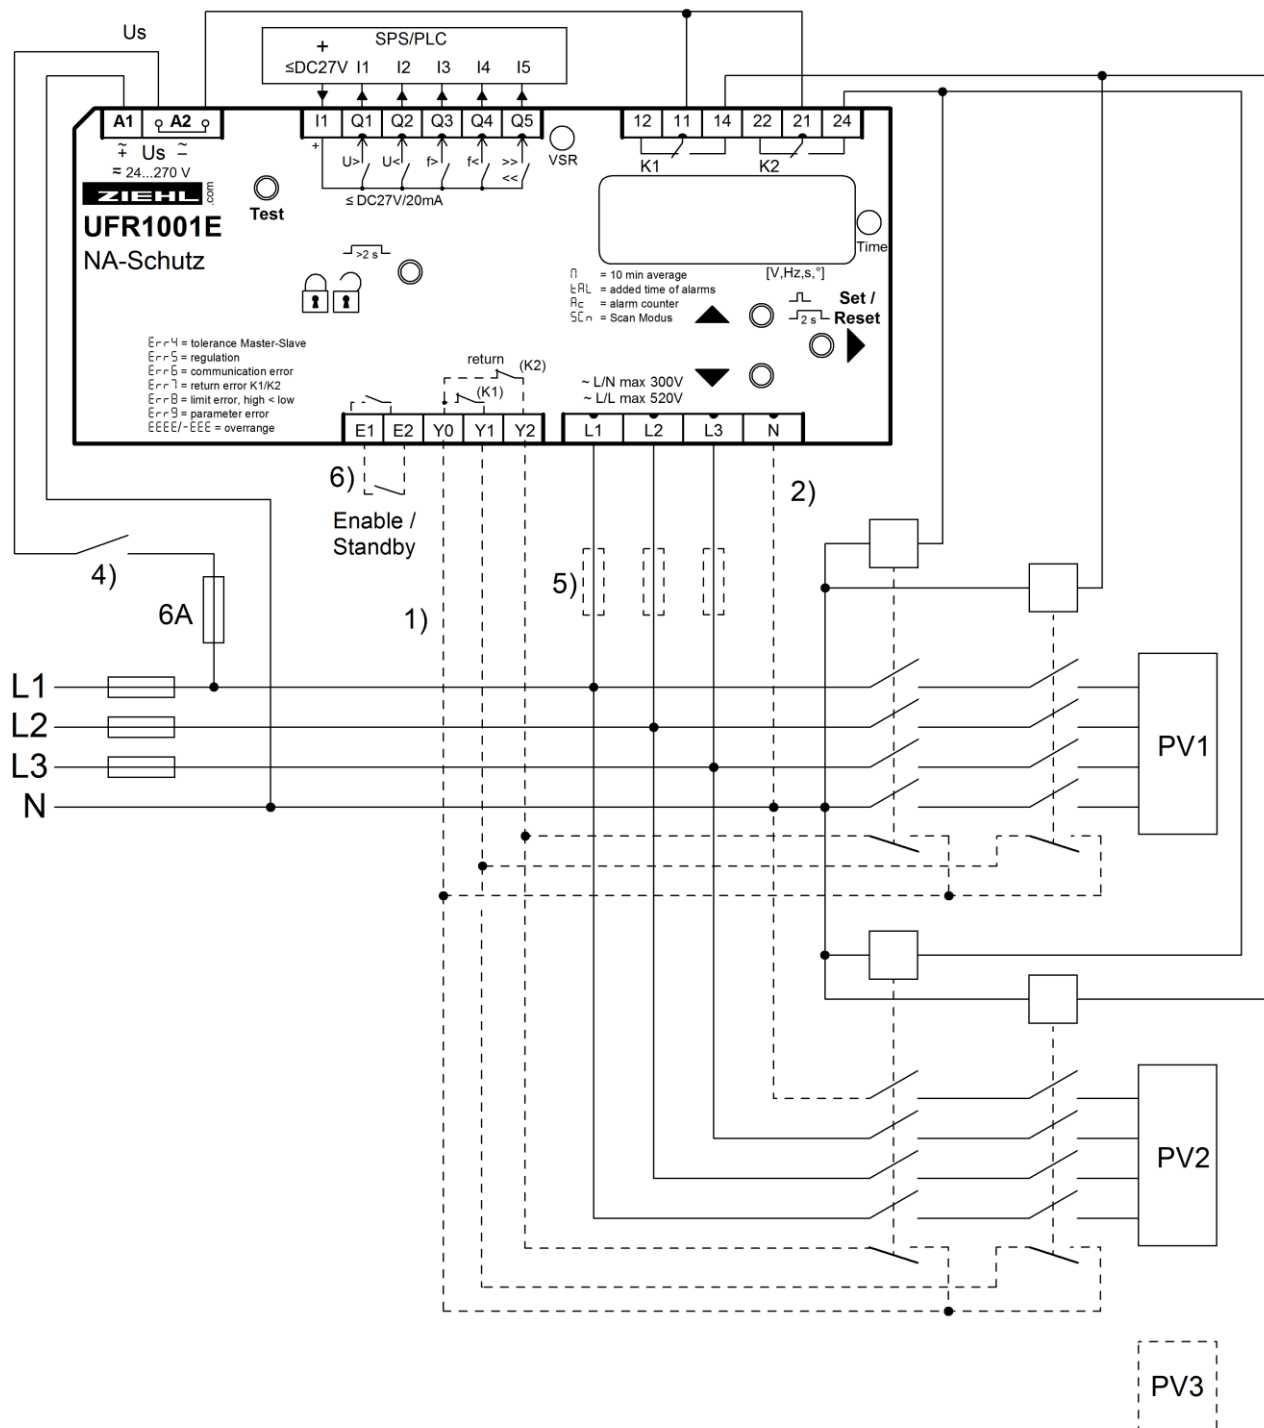 Us
SPS/PLC
+
≤DC27V I1 I2 I3 I4 I5
A1 A2 I1 Q1 Q2 Q3 Q4 Q5 12 11 14 22 21 24
VSR
K1 K2
~ ~
+ Us −
≂ 24...270 V
+ U> U< f> f< >>
<<
≤ DC27V/20mA
ZIEHL .com
Test
UFR1001E
NA-Schutz
Time
>2 s
[V,Hz,s,°]
n = 10 min average
tAL = added time of alarms
Ac = alarm counter
SCn = Scan Modus
Set /
2 s Reset
Err4 = tolerance Master-Slave
Err5 = regulation
Err6 = communication error
Err7 = return error K1/K2
Err8 = limit error, high < low
Err9 = parameter error
EEEE/-EEE = overrange
return (K2)
(K1)
~ L/N max 300V
~ L/L max 520V
E1 E2 Y0 Y1 Y2 L1 L2 L3 N
6)
2)
Enable /
Standby
4)
5)
6A
1)
L1
L2
L3
N
PV1
PV2
PV3